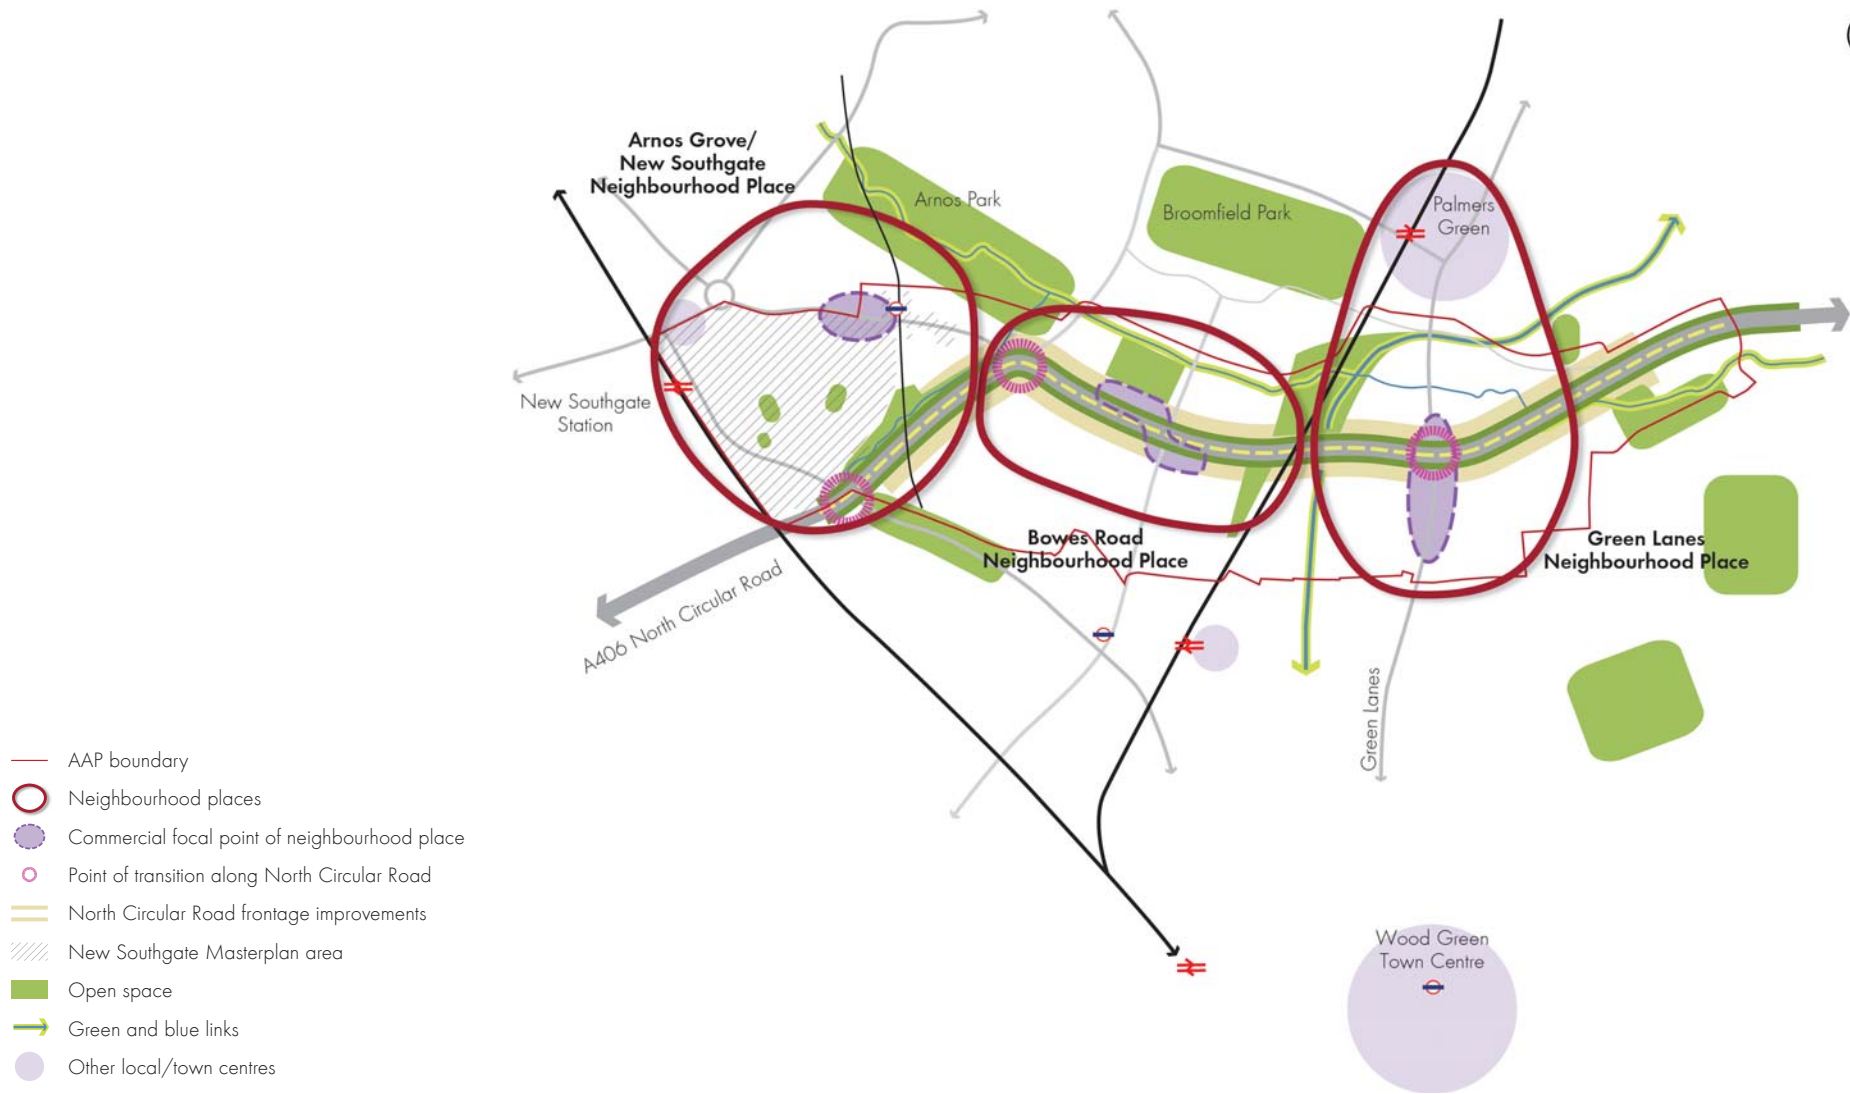 Arnos Grove/
New Southgate
Neighbourhood Place
Arnos Park
Broomfield Park
Palmers
Green
New Southgate
Station
A406 North Circular Road
Bowes Road
Neighbourhood Place
Green Lanes
Neighbourhood Place
Green Lanes
Wood Green
Town Centre
AAP boundary
Neighbourhood places
Commercial focal point of neighbourhood place
Point of transition along North Circular Road
North Circular Road frontage improvements
New Southgate Masterplan area
Open space
Green and blue links
Other local/town centres